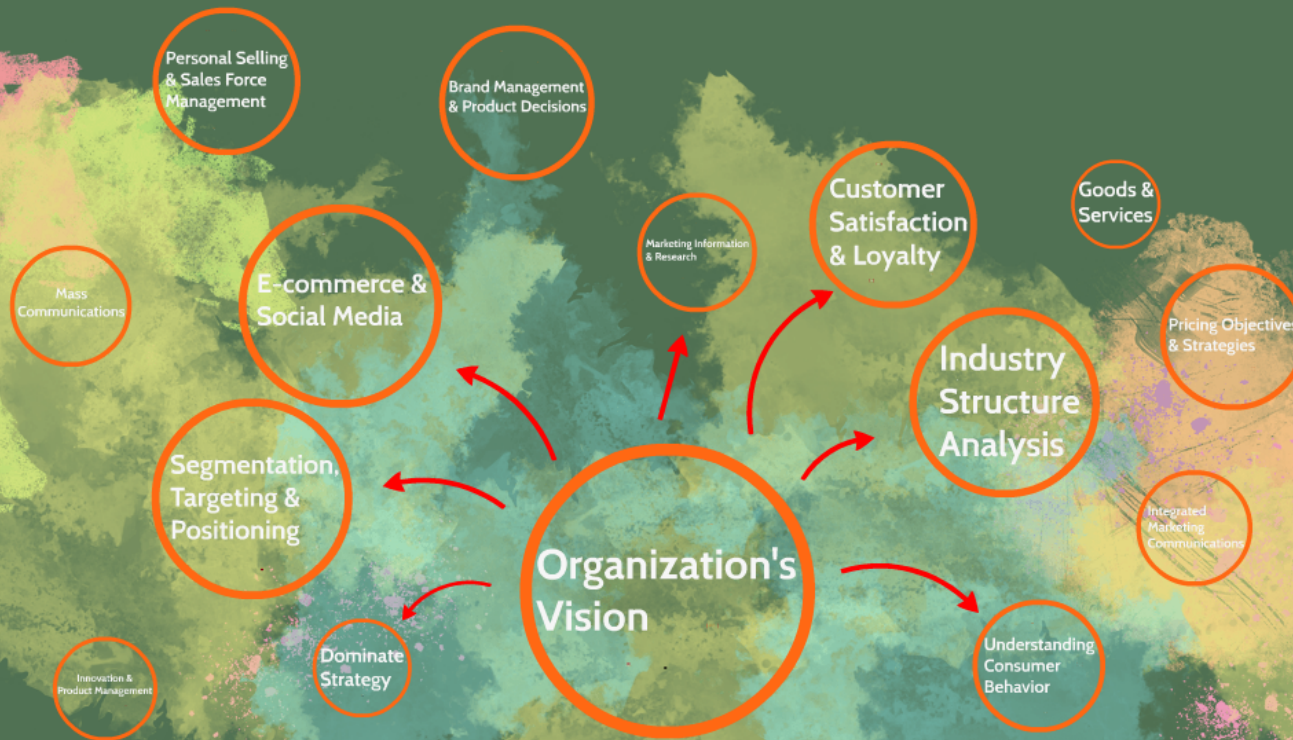 Personal Selling
& Sales Force
Management
Brand Management
& Product Decisions
Customer
Satisfaction
& Loyalty
Goods &
Services
Marketing Information
& Research
Mass
Communications
E-commerce &
Social Media
Pricing Objectives
& Strategies
Industry
Structure
Analysis
Segmentation,
Targeting &
Positioning
Integrated
Marketing
Communications
Organization's
Vision
Dominate
Strategy
Understanding
Consumer
Behavior
Innovation &
Product Management